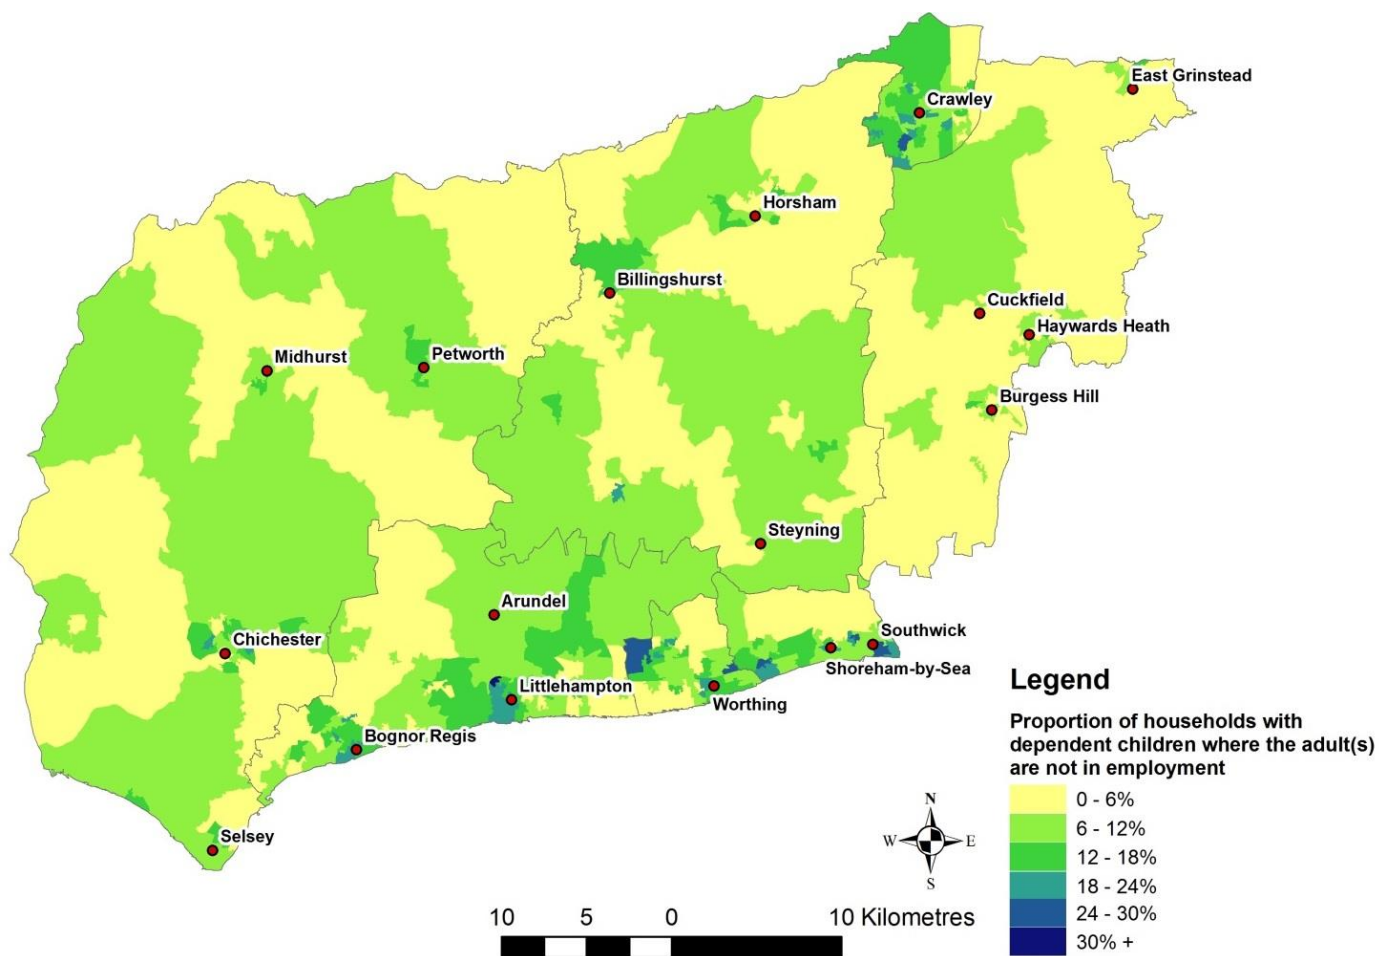 East Grinstead
Crawley
Horsham
Billingshurst
Cuckfield
Haywards Heath
Midhurst
Petworth
Burgess Hill
Steyning
Arundel
Chichester
Southwick
Shoreham-by-Sea
Littlehampton
Worthing
Bognor Regis
Selsey
Legend
Proportion of households with
dependent children where the adult(s)
are not in employment
0 - 6%
6 - 12%
12 - 18%
18 - 24%
24 - 30%
30% +
N
W E
S
10 5 0 10 Kilometres